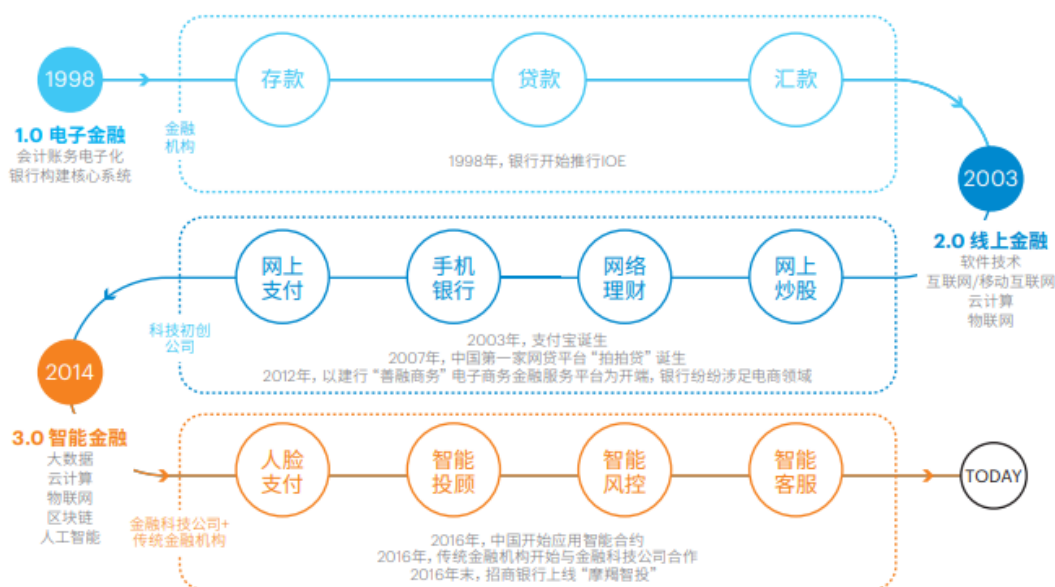 1998
1.0 电子金融
会计账务电子化
银行构建核心系统
金融
机构
存款
贷款
汇款
1998年，银行开始推行IOE
2003
2.0 线上金融
软件技术
互联网/移动互联网
云计算
物联网
网上
支付
手机
银行
网络
理财
网上
炒股
科技初创
公司
2003年，支付宝诞生
2007年，中国第一家网贷平台“拍拍贷”诞生
2012年，以建行“善融商务”电子商务金融服务平台为开端，银行纷纷涉足电商领域
2014
3.0 智能金融
大数据
云计算
物联网
区块链
人工智能
人脸
支付
智能
投顾
智能
风控
智能
客服
TODAY
金融科技公司+
传统金融机构
2016年，中国开始应用智能合约
2016年，传统金融机构开始与金融科技公司合作
2016年末，招商银行上线“摩羯智投”